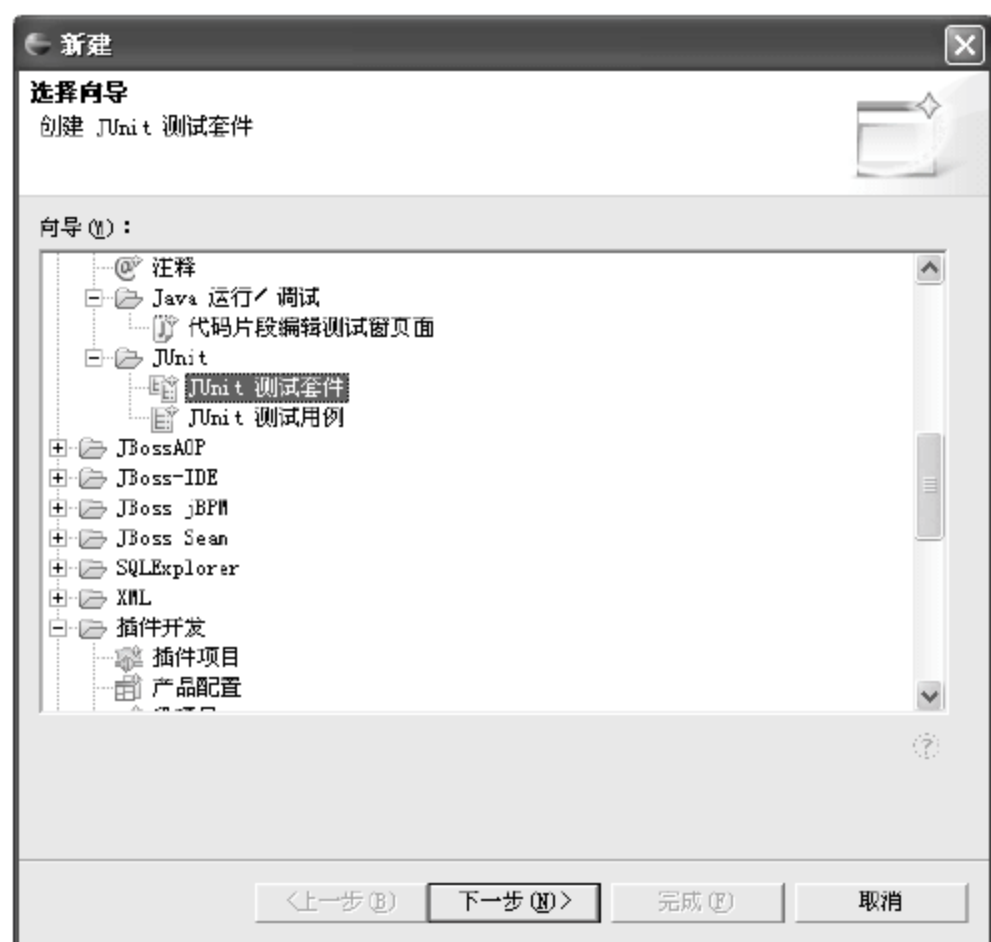 新建
选择向导
创建 JUnit 测试套件
向导(W)：
注释
Java 运行/调试
代码片段编辑测试窗页面
JUnit
JUnit 测试套件
JUnit 测试用例
JBossAOP
JBoss-IDE
JBoss jBPM
JBoss Seam
SQLExplorer
XML
插件开发
插件项目
产品配置
<上一步(B)
下一步(N)>
完成(F)
取消